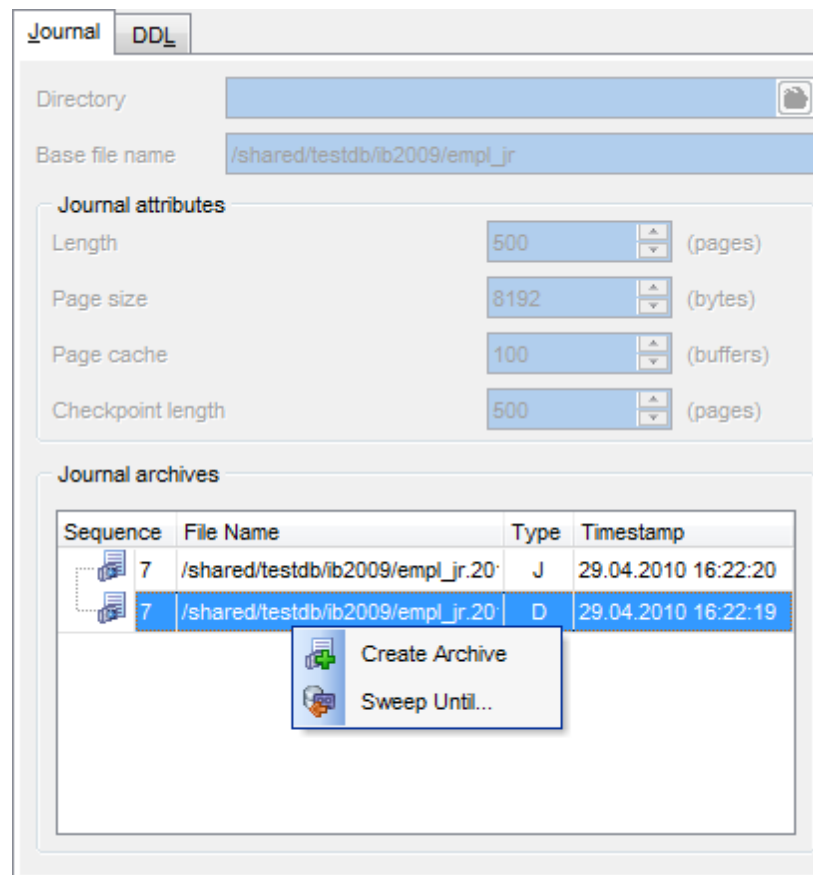 Journal DDL
Directory
Base file name /shared/testdb/ib2009/empl_jr
Journal attributes
Length 500 (pages)
Page size 8192 (bytes)
Page cache 100 (buffers)
Checkpoint length 500 (pages)
Journal archives
Sequence File Name Type Timestamp
7 /shared/testdb/ib2009/empl_jr.20 J 29.04.2010 16:22:20
7 /shared/testdb/ib2009/empl_jr.20 D 29.04.2010 16:22:19
Create Archive
Sweep Until...